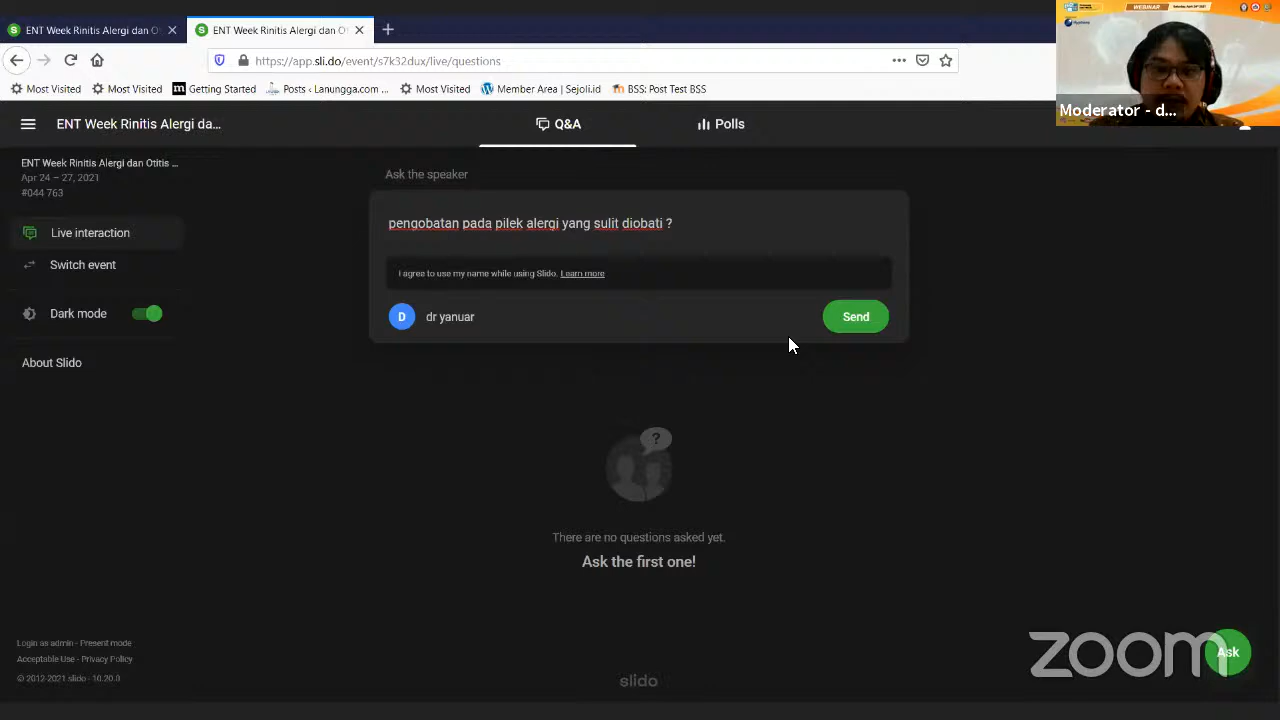 ENT Week Rinitis Alergi dan O
ENT Week Rinitis Alergi dan O
https://app.sli.do/event/s7k32dux/live/questions
Most Visited
Most Visited
Getting Started
Posts ‹ Lanungga.com ...
Most Visited
Member Area | Sejoli.id
BSS: Post Test BSS
WEBINAR
Moderator - d...
ENT Week Rinitis Alergi da...
Q&A
Polls
ENT Week Rinitis Alergi dan Otitis ...
Apr 24 – 27, 2021
#044 763
Live interaction
Switch event
Dark mode
About Slido
Ask the speaker
pengobatan pada pilek alergi yang sulit diobati ?
I agree to use my name while using Slido. Learn more
D
dr yanuar
Send
?
There are no questions asked yet.
Ask the first one!
Login as admin - Present mode
Acceptable Use - Privacy Policy
© 2012-2021 slido - 10.20.0
slido
zoom
Ask